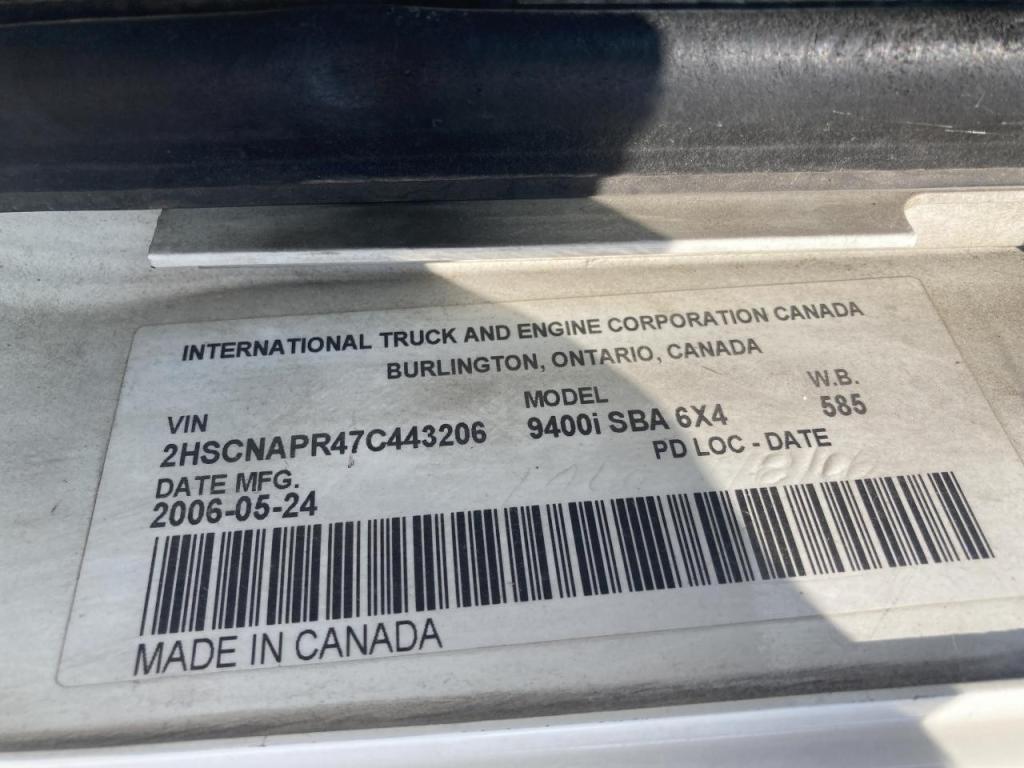 INTERNATIONAL TRUCK AND ENGINE CORPORATION CANADA
BURLINGTON, ONTARIO, CANADA
VIN MODEL W.B.
2HSCNAPR47C443206 9400i SBA 6X4 585
DATE MFG. PD LOC - DATE
2006-05-24
MADE IN CANADA